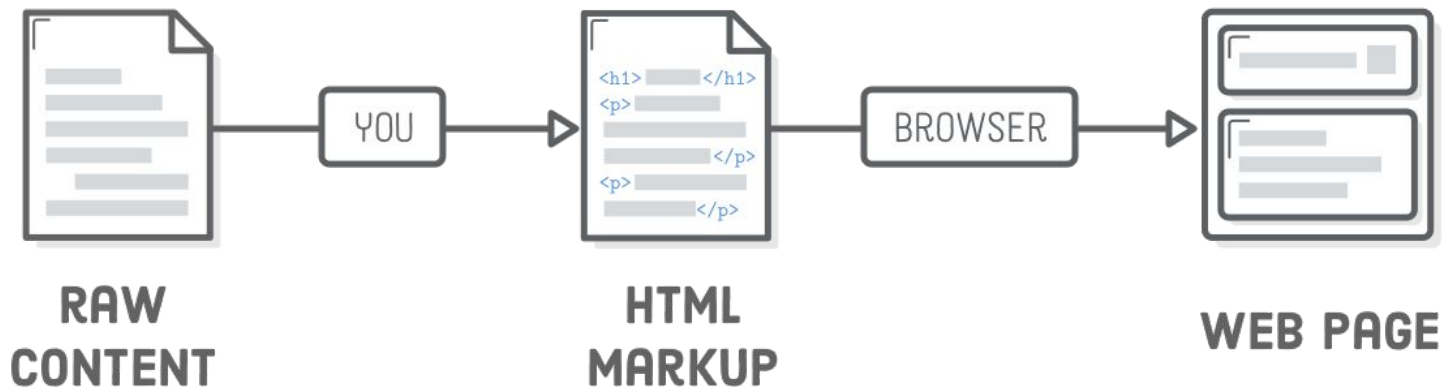 <h1> </h1>
<p>
</p>
<p>
</p>
YOU
BROWSER
RAW
CONTENT
HTML
MARKUP
WEB PAGE